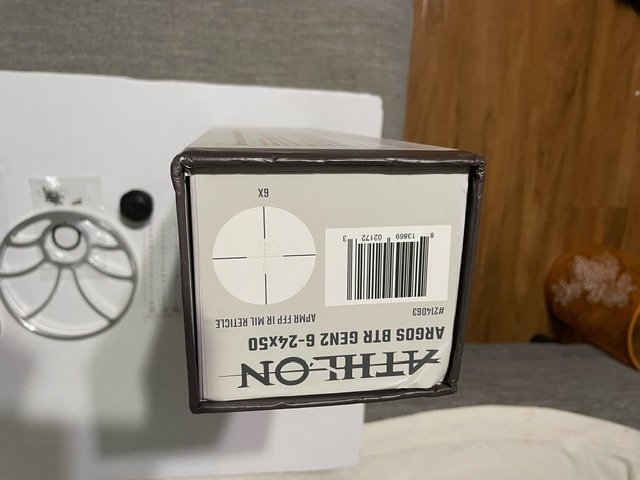 ATHLON
ARGOS BTR GEN2 6-24x50
#214063
APMR FFP IR MIL RETICLE
8 13869 02172 3
6X